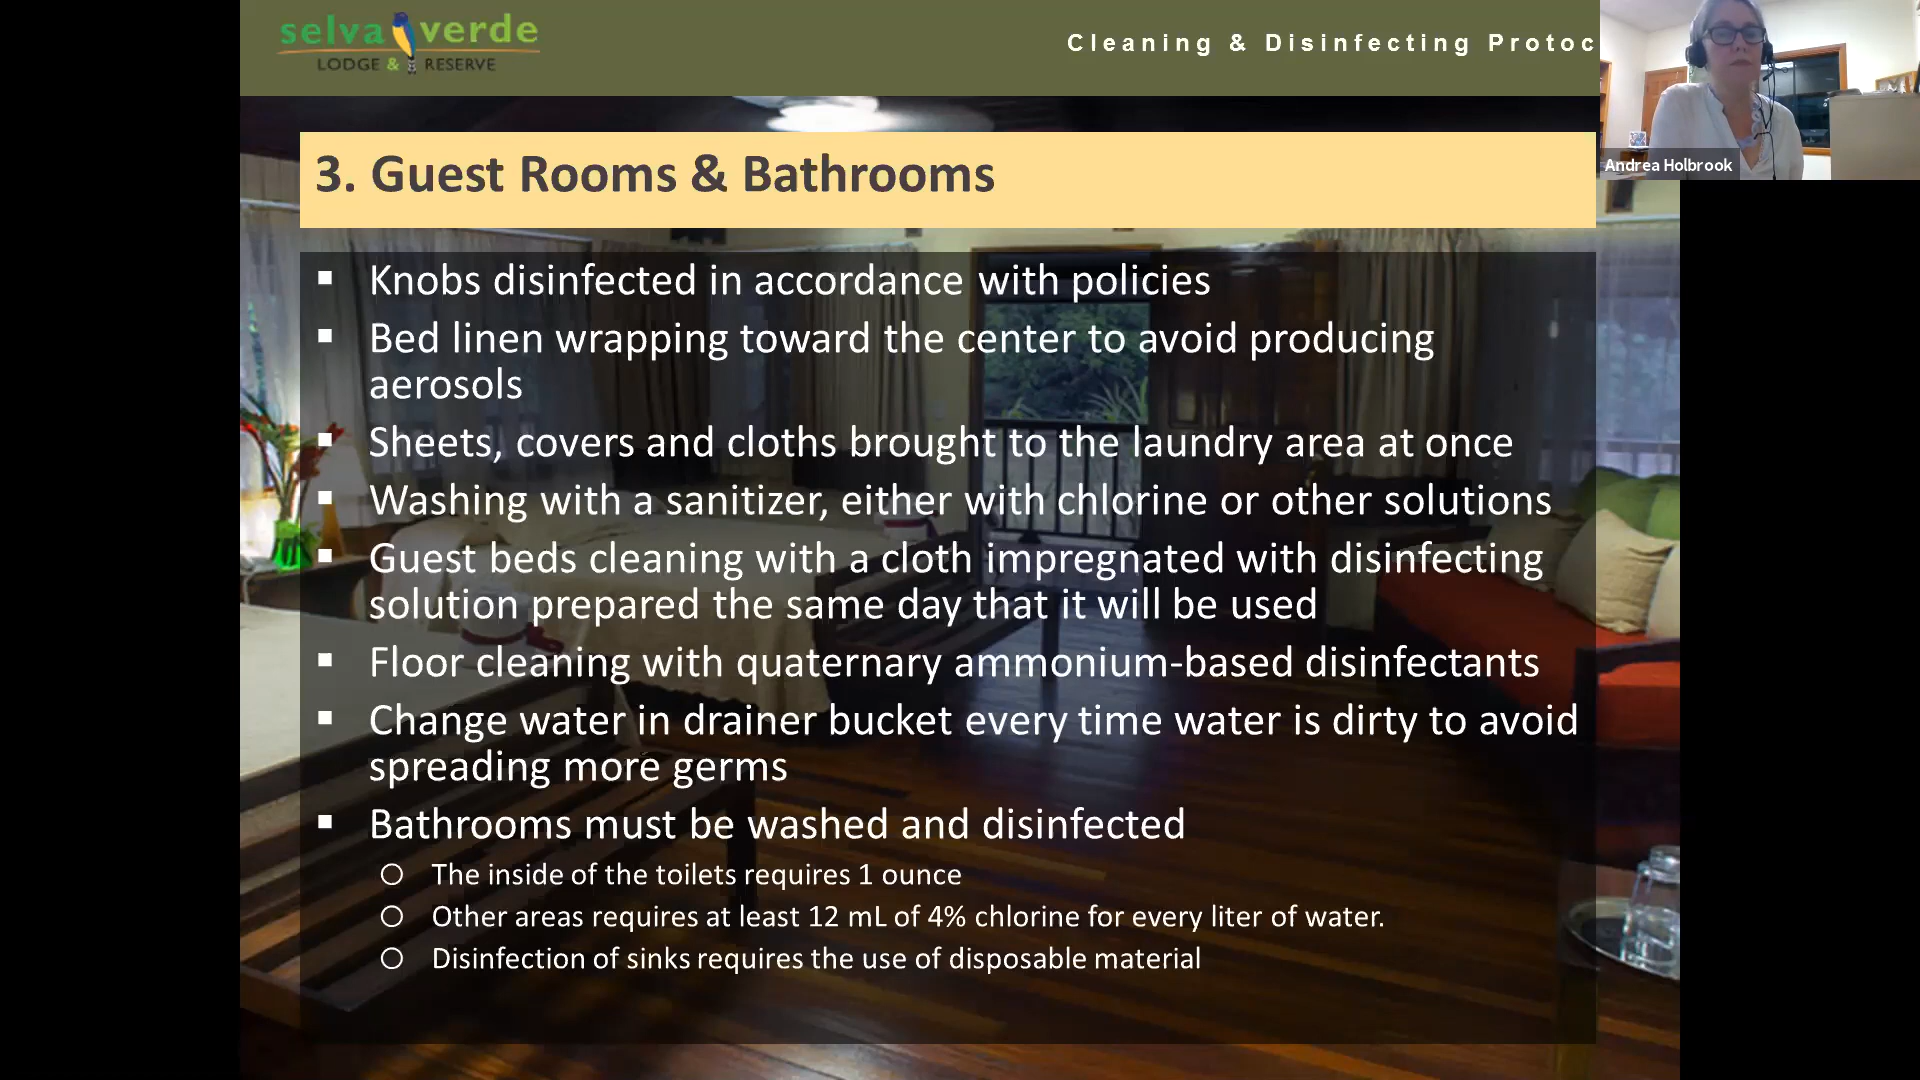 selva verde
LODGE & RESERVE
Cleaning & Disinfecting Protoc
Andrea Holbrook
3. Guest Rooms & Bathrooms
▪ Knobs disinfected in accordance with policies
▪ Bed linen wrapping toward the center to avoid producing
aerosols
▪ Sheets, covers and cloths brought to the laundry area at once
▪ Washing with a sanitizer, either with chlorine or other solutions
▪ Guest beds cleaning with a cloth impregnated with disinfecting
solution prepared the same day that it will be used
▪ Floor cleaning with quaternary ammonium-based disinfectants
▪ Change water in drainer bucket every time water is dirty to avoid
spreading more germs
▪ Bathrooms must be washed and disinfected
○ The inside of the toilets requires 1 ounce
○ Other areas requires at least 12 mL of 4% chlorine for every liter of water.
○ Disinfection of sinks requires the use of disposable material